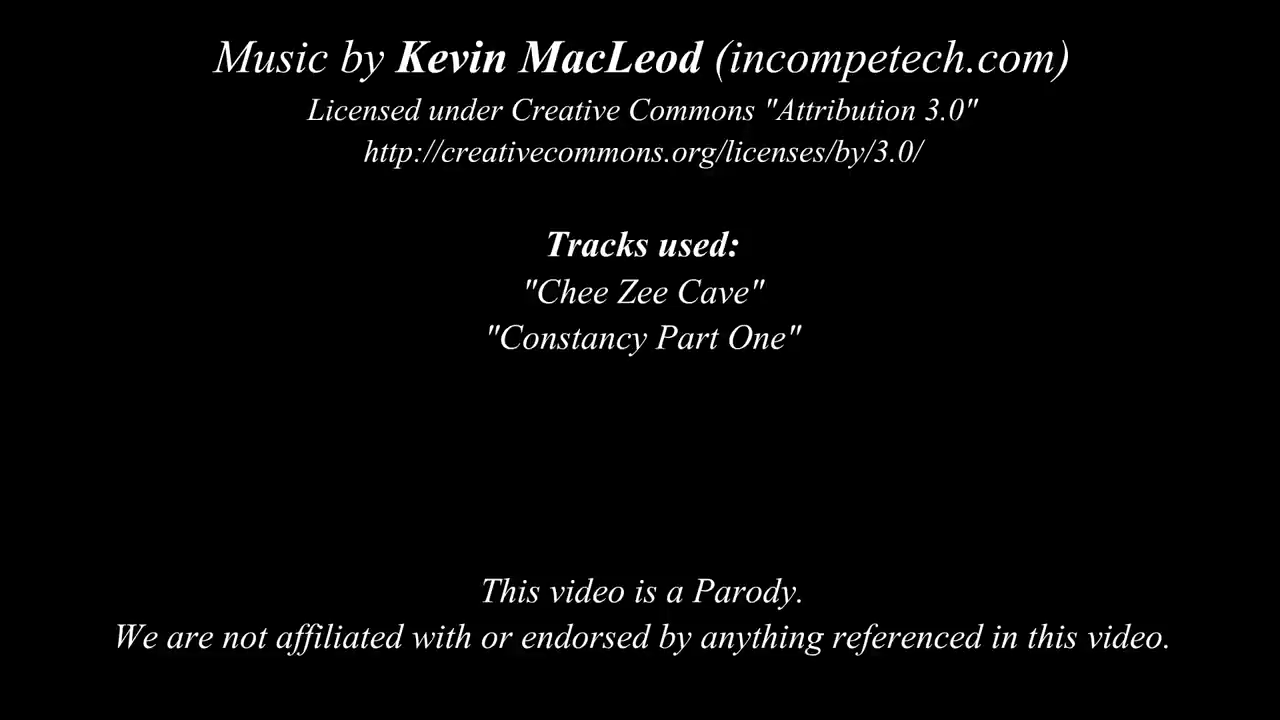 Music by Kevin MacLeod (incompetech.com)
Licensed under Creative Commons "Attribution 3.0"
http://creativecommons.org/licenses/by/3.0/
Tracks used:
"Chee Zee Cave"
"Constancy Part One"
This video is a Parody.
We are not affiliated with or endorsed by anything referenced in this video.